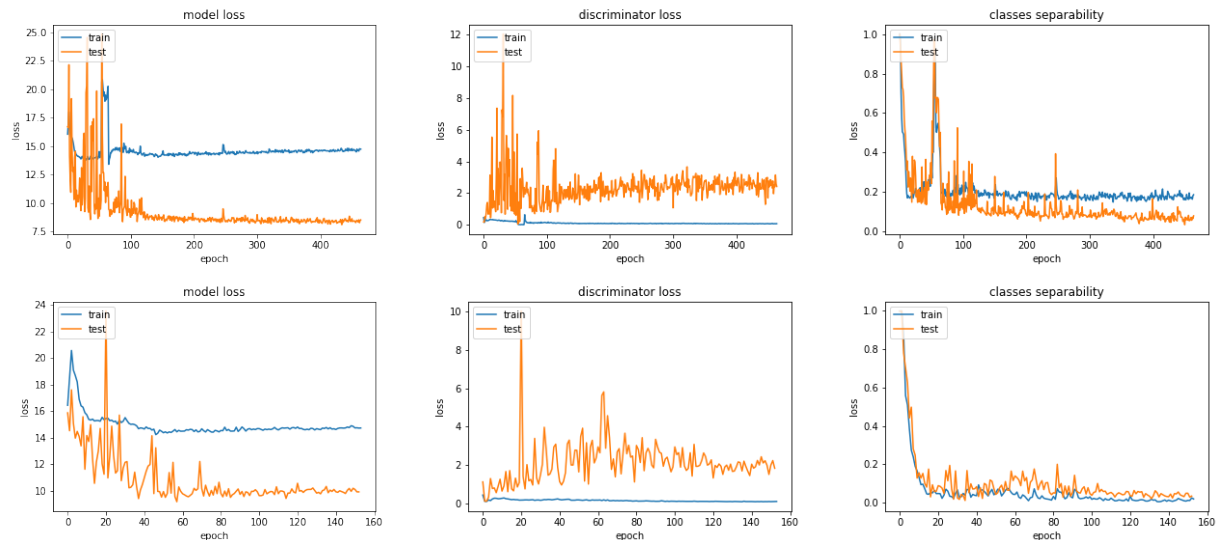 model loss
25.0
22.5
20.0
17.5
15.0
12.5
10.0
7.5
loss
train
test
0
100
200
300
400
epoch
discriminator loss
12
10
8
6
4
2
0
loss
train
test
0
100
200
300
400
epoch
classes separability
1.0
0.8
0.6
0.4
0.2
0.0
loss
train
test
0
100
200
300
400
epoch
model loss
24
22
20
18
16
14
12
10
loss
train
test
0
20
40
60
80
100
120
140
160
epoch
discriminator loss
10
8
6
4
2
0
loss
train
test
0
20
40
60
80
100
120
140
160
epoch
classes separability
1.0
0.8
0.6
0.4
0.2
0.0
loss
train
test
0
20
40
60
80
100
120
140
160
epoch